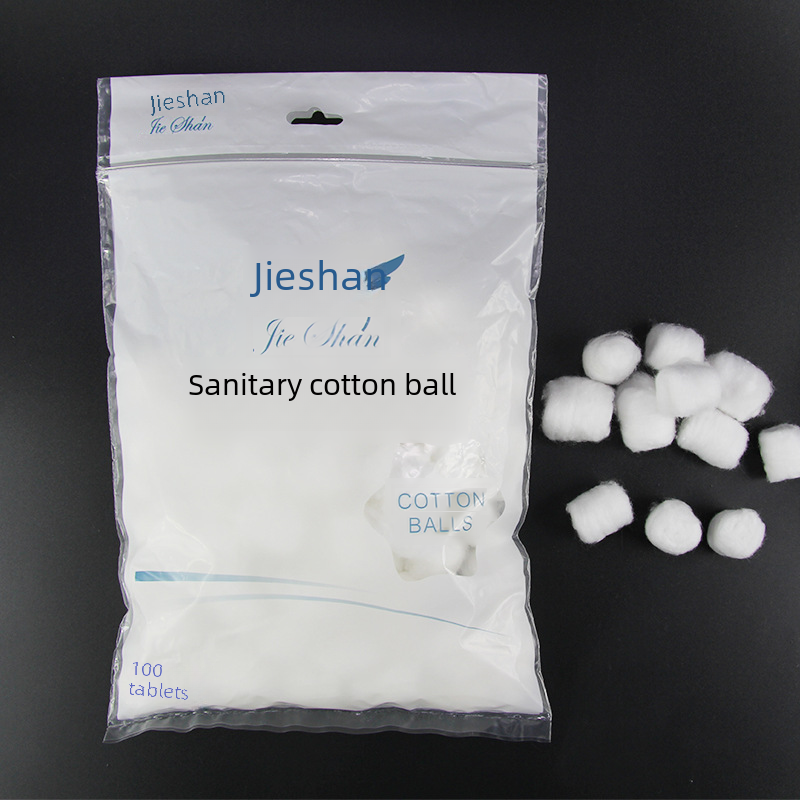 Jieshan
Jie Shan
Jieshan
Jie Shan
Sanitary cotton ball
COTTON
BALLS
100
tablets